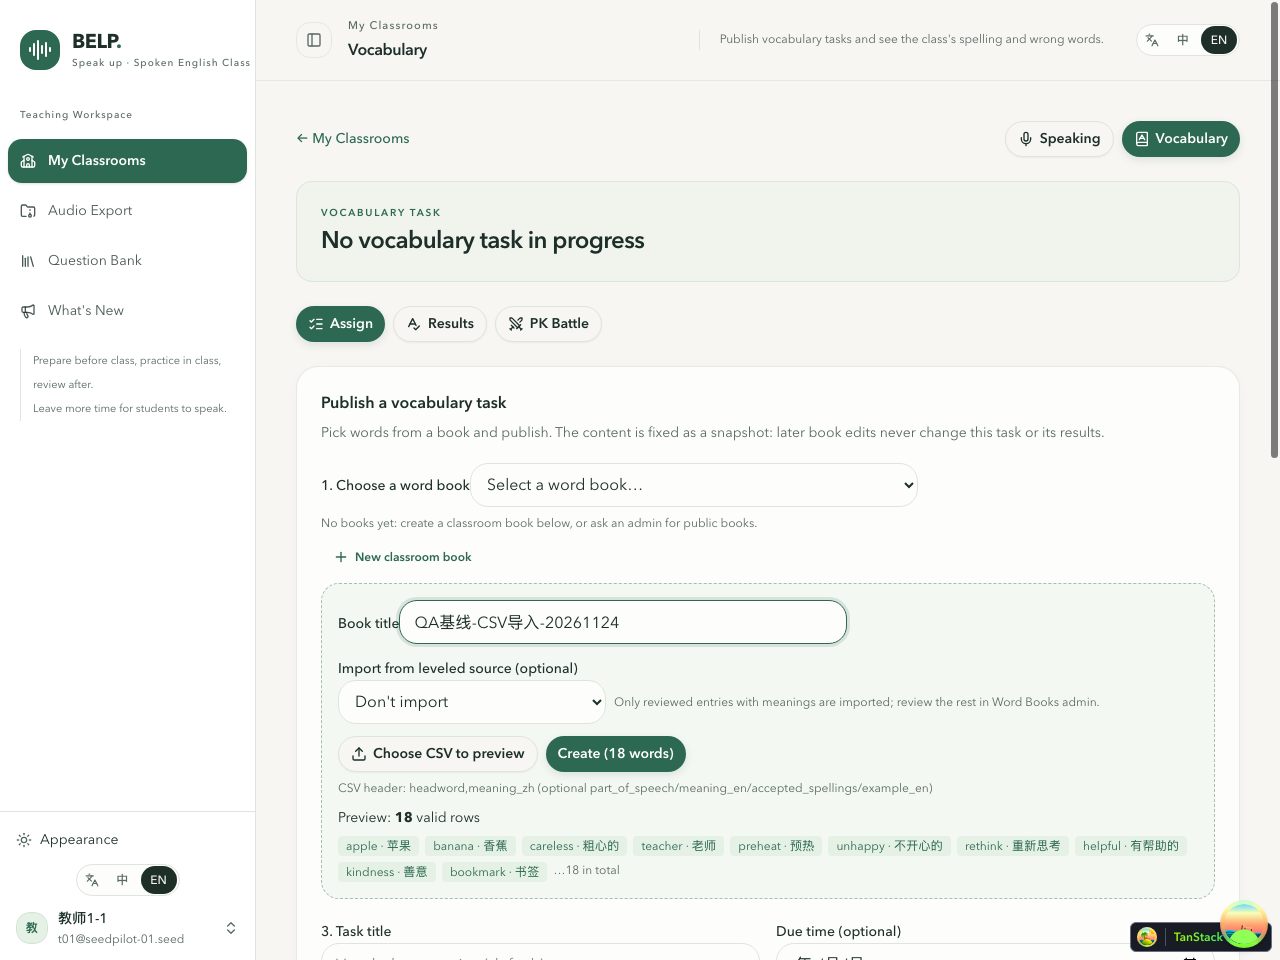 BELP.
Speak up · Spoken English Class
Teaching Workspace
My Classrooms
Audio Export
Question Bank
What's New
Prepare before class, practice in class,
review after.
Leave more time for students to speak.
Appearance
中 EN
教 教师1-1
t01@seedpilot-01.seed
My Classrooms
Vocabulary
Publish vocabulary tasks and see the class's spelling and wrong words.
中 EN
← My Classrooms
Speaking
Vocabulary
VOCABULARY TASK
No vocabulary task in progress
Assign
Results
PK Battle
Publish a vocabulary task
Pick words from a book and publish. The content is fixed as a snapshot: later book edits never change this task or its results.
1. Choose a word book Select a word book…
No books yet: create a classroom book below, or ask an admin for public books.
New classroom book
Book title QA基线-CSV导入-20261124
Import from leveled source (optional)
Don't import Only reviewed entries with meanings are imported; review the rest in Word Books admin.
Choose CSV to preview Create (18 words)
CSV header: headword,meaning_zh (optional part_of_speech/meaning_en/accepted_spellings/example_en)
Preview: 18 valid rows
apple · 苹果 banana · 香蕉 careless · 粗心的 teacher · 老师 preheat · 预热 unhappy · 不开心的 rethink · 重新思考 helpful · 有帮助的
kindness · 善意 bookmark · 书签 …18 in total
3. Task title Due time (optional)
TanStack